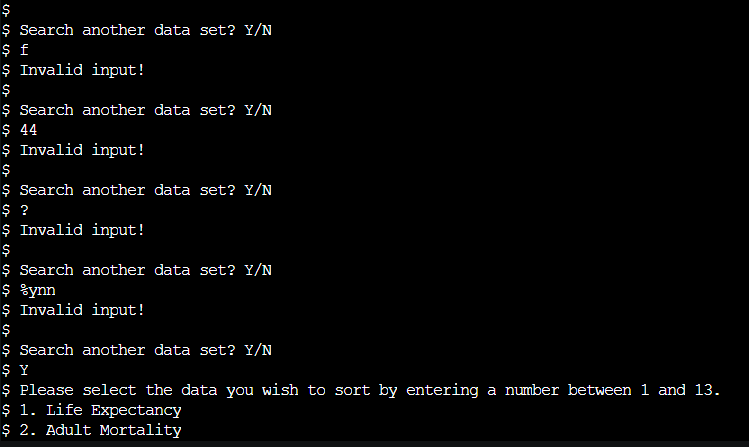 $
$ Search another data set? Y/N
$ f
$ Invalid input!
$
$ Search another data set? Y/N
$ 44
$ Invalid input!
$
$ Search another data set? Y/N
$ ?
$ Invalid input!
$
$ Search another data set? Y/N
$ %ynn
$ Invalid input!
$
$ Search another data set? Y/N
$ Y
$ Please select the data you wish to sort by entering a number between 1 and 13.
$ 1. Life Expectancy
$ 2. Adult Mortality